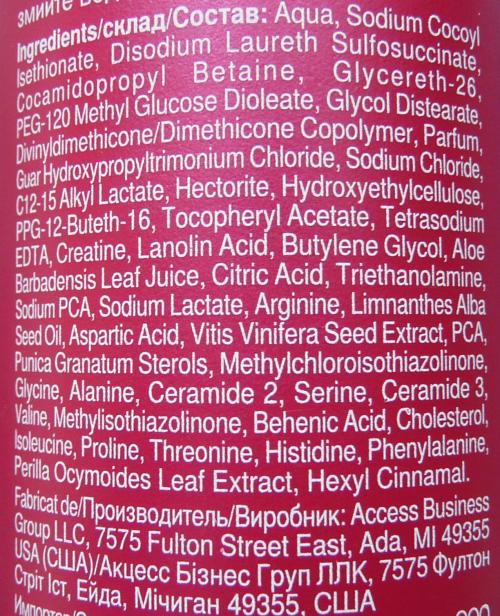 змийте
Ingredients/склад/Состав: Aqua, Sodium Cocoyl
Isethionate, Disodium Laureth Sulfosuccinate,
Cocamidopropyl Betaine, Glycereth-26,
PEG-120 Methyl Glucose Dioleate, Glycol Distearate,
Divinyldimethicone/Dimethicone Copolymer, Parfum,
Guar Hydroxypropyltrimonium Chloride, Sodium Chloride,
C12-15 Alkyl Lactate, Hectorite, Hydroxyethylcellulose,
PPG-12-Buteth-16, Tocopheryl Acetate, Tetrasodium
EDTA, Creatine, Lanolin Acid, Butylene Glycol, Aloe
Barbadensis Leaf Juice, Citric Acid, Triethanolamine,
Sodium PCA, Sodium Lactate, Arginine, Limnanthes Alba
Seed Oil, Aspartic Acid, Vitis Vinifera Seed Extract, PCA,
Punica Granatum Sterols, Methylchloroisothiazolinone,
Glycine, Alanine, Ceramide 2, Serine, Ceramide 3,
Valine, Methylisothiazolinone, Behenic Acid, Cholesterol,
Isoleucine, Proline, Threonine, Histidine, Phenylalanine,
Perilla Ocymoides Leaf Extract, Hexyl Cinnamal.
Fabricat de/Производитель/Виробник: Access Business
Group LLC, 7575 Fulton Street East, Ada, MI 49355
USA (США)/Акцесс Бізнес Груп ЛЛК, 7575 Фултон
Стріт Іст, Ейда, Мічиган 49355, США
ООО